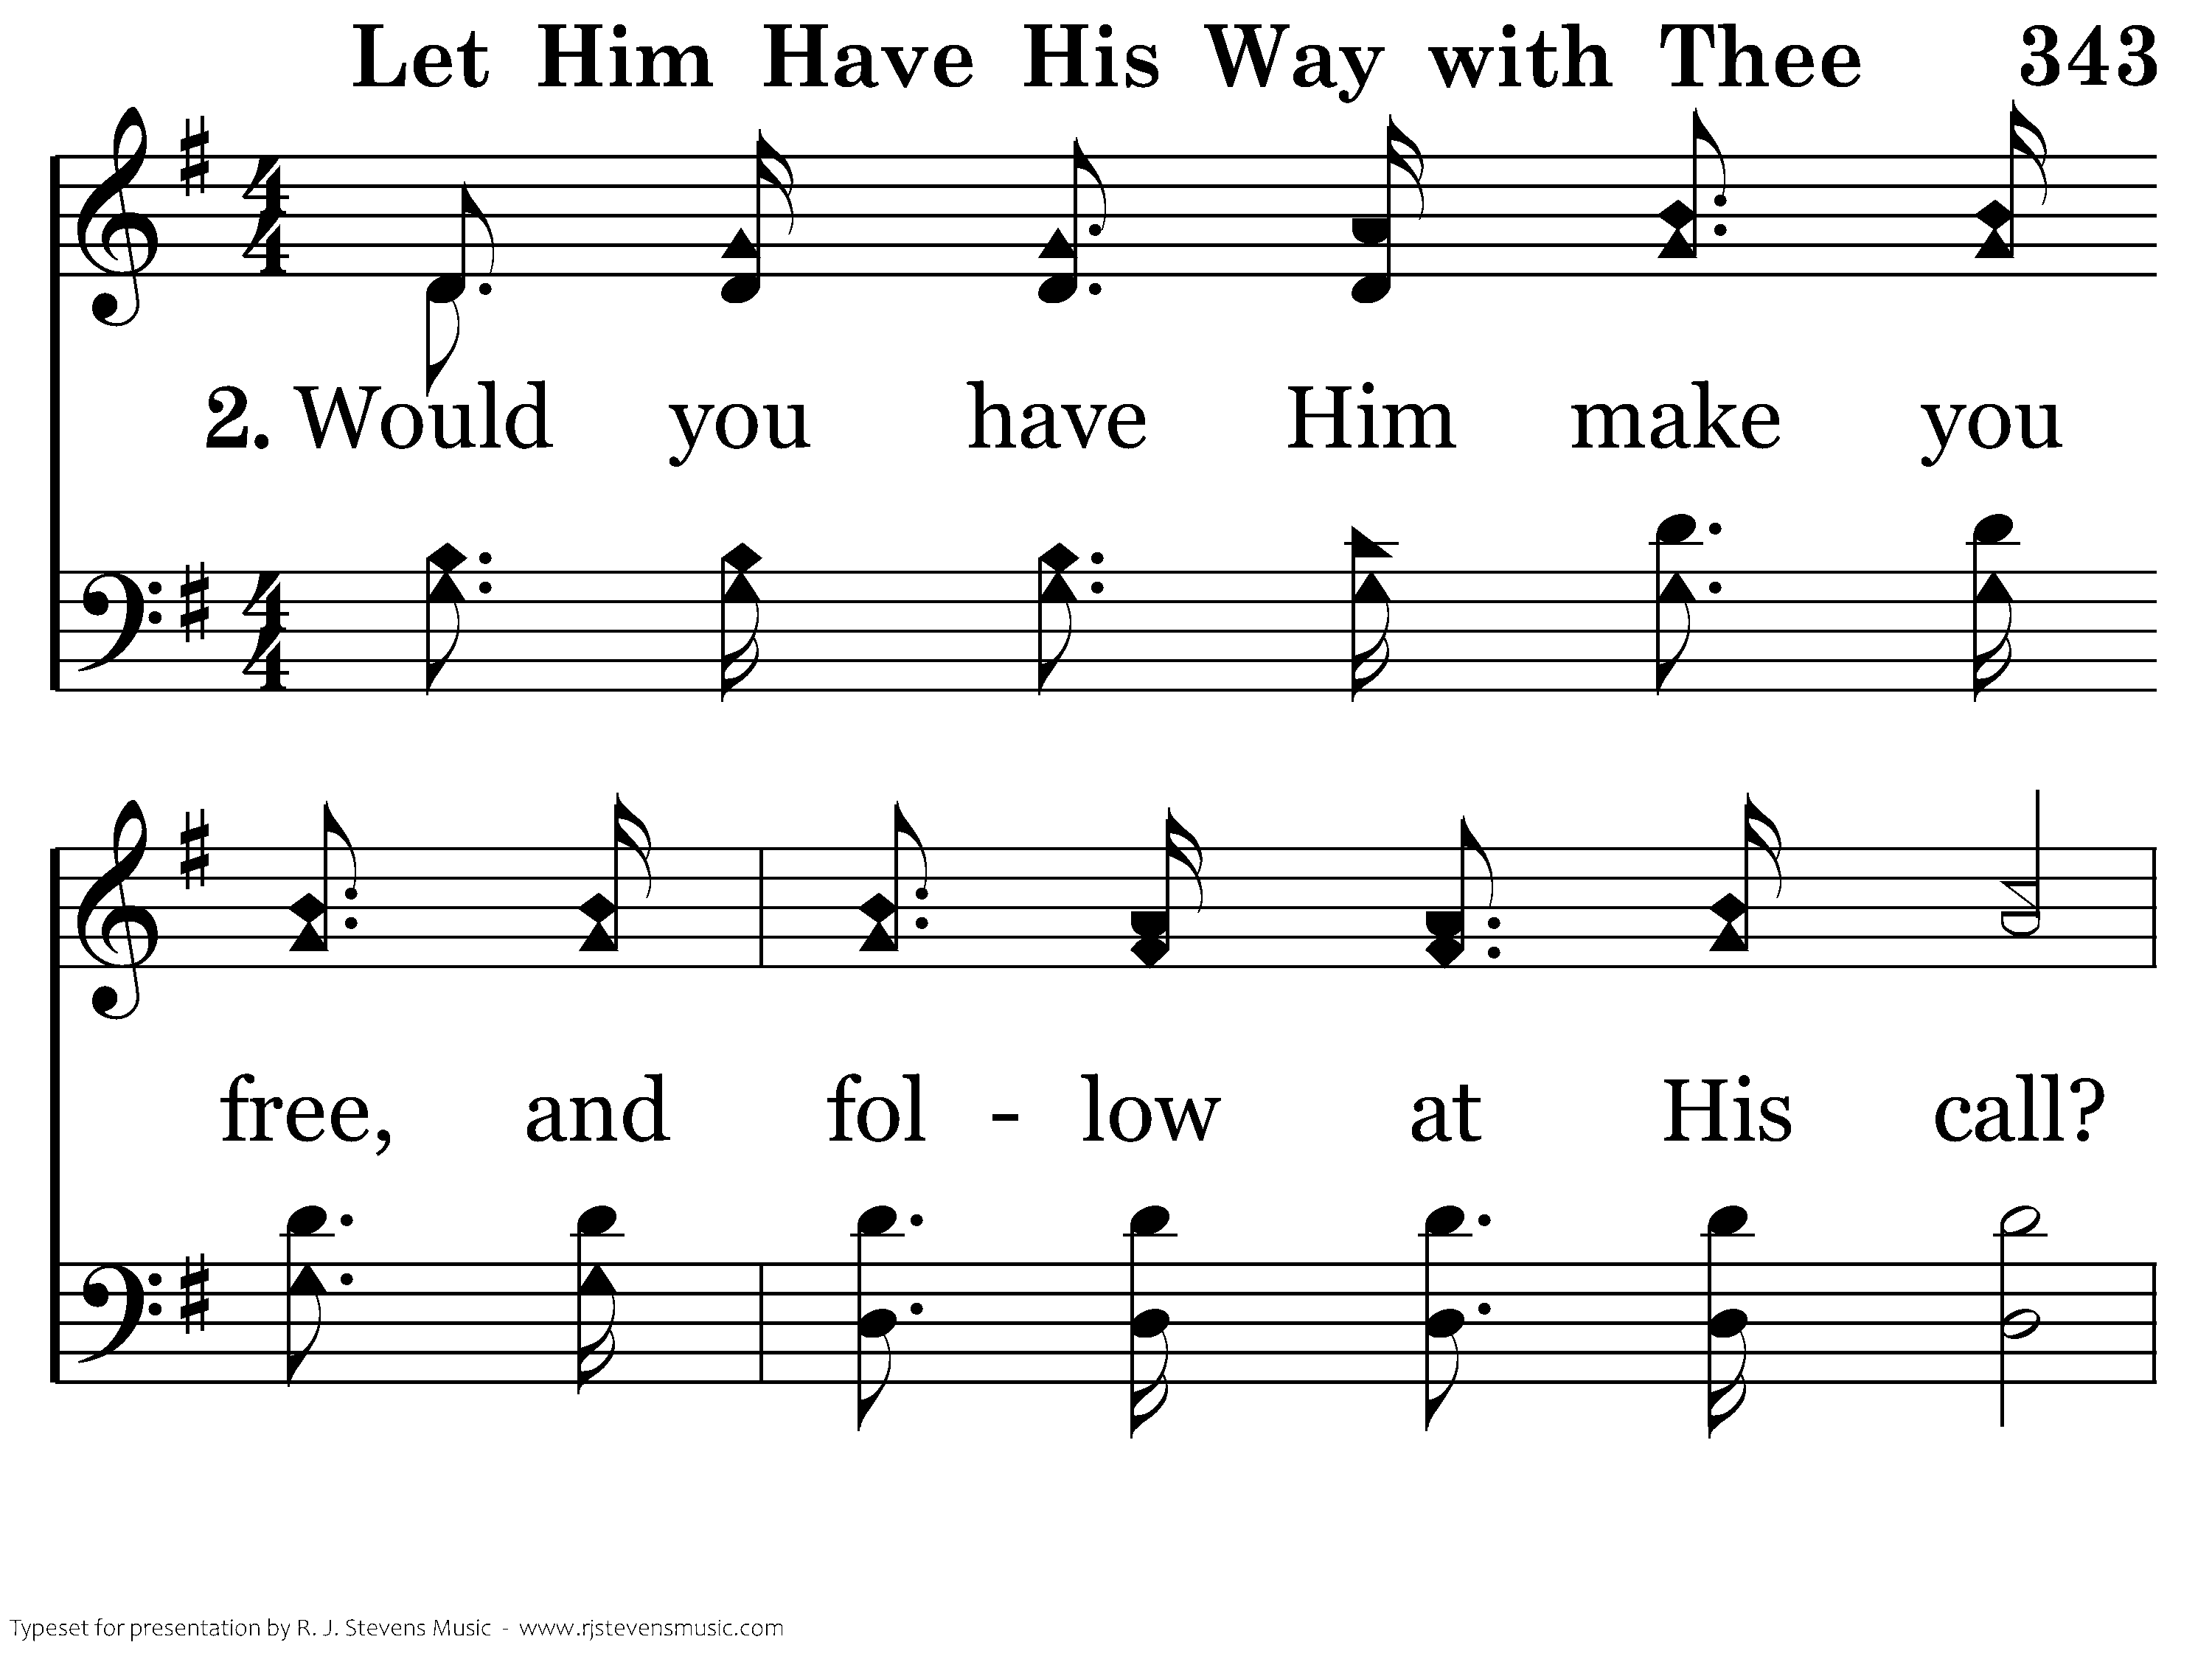 Let Him Have His Way with Thee 343
2. Would you have Him make you
free, and fol - low at His call?
Typeset for presentation by R. J. Stevens Music - www.rjstevensmusic.com